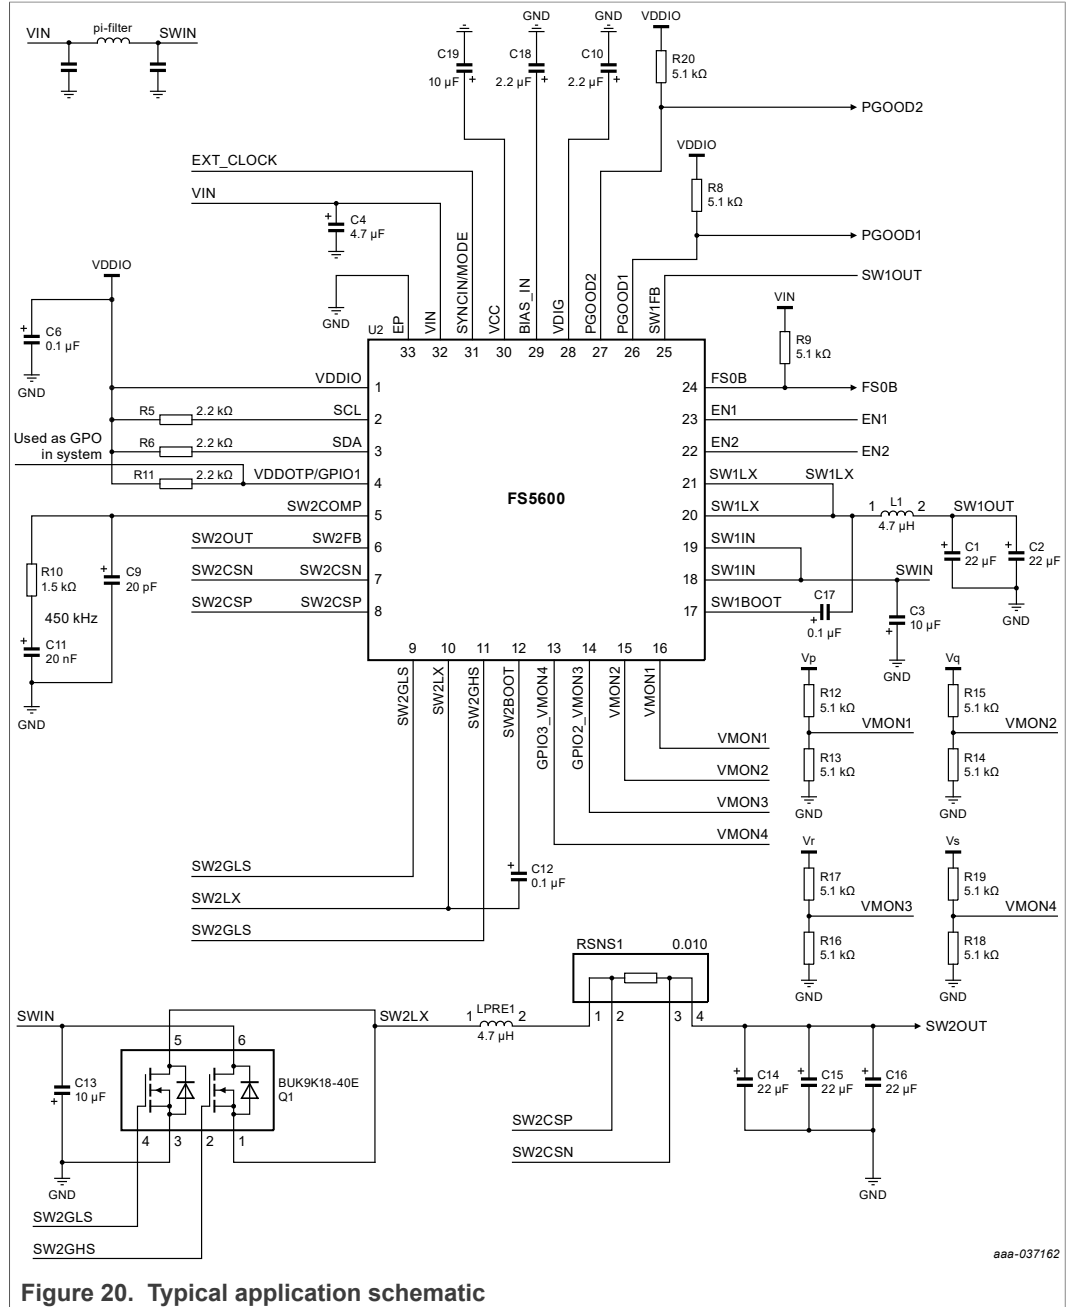 VIN
pi-filter
SWIN
C19
10 µF
+
GND
C18
2.2 µF
+
GND
C10
2.2 µF
+
VDDIO
R20
5.1 kΩ
PGOOD2
VDDIO
R8
5.1 kΩ
PGOOD1
SW1OUT
EXT_CLOCK
VIN
+
C4
4.7 µF
GND
VDDIO
+
C6
0.1 µF
GND
U2
EP
VIN
SYNCIN/MODE
VCC
BIAS_IN
VDIG
PGOOD2
PGOOD1
SW1FB
33 32 31 30 29 28 27 26 25
VIN
R9
5.1 kΩ
VDDIO 1
R5 2.2 kΩ SCL 2
R6 2.2 kΩ SDA 3
Used as GPO
in system
R11 2.2 kΩ VDDOTP/GPIO1 4
SW2COMP 5
SW2OUT SW2FB 6
SW2CSN SW2CSN 7
SW2CSP SW2CSP 8
FS5600
24 FS0B FS0B
23 EN1 EN1
22 EN2 EN2
21 SW1LX SW1LX
20 SW1LX
19 SW1IN
18 SW1IN SWIN
17 SW1BOOT
1 L1 2
4.7 µH
SW1OUT
+
C1
22 µF
+
C2
22 µF
GND
C17
+
0.1 µF
C3
+
10 µF
GND
R10
1.5 kΩ
450 kHz
+
C11
20 nF
+
C9
20 pF
GND
9 10 11 12 13 14 15 16
SW2GLS
SW2LX
SW2GHS
SW2BOOT
GPIO3_VMON4
GPIO2_VMON3
VMON2
VMON1
VMON1
VMON2
VMON3
VMON4
Vp
R12
5.1 kΩ
VMON1
R13
5.1 kΩ
GND
Vq
R15
5.1 kΩ
VMON2
R14
5.1 kΩ
GND
Vr
R17
5.1 kΩ
VMON3
R16
5.1 kΩ
GND
Vs
R19
5.1 kΩ
VMON4
R18
5.1 kΩ
GND
SW2GLS
SW2LX
SW2GLS
+
C12
0.1 µF
RSNS1 0.010
1 2 3 4
SWIN
SW2LX
LPRE1
1 2
4.7 µH
SW2OUT
C13
+
10 µF
GND
5 6
BUK9K18-40E
Q1
4 3 2 1
+
C14
22 µF
+
C15
22 µF
+
C16
22 µF
GND
SW2CSP
SW2CSN
SW2GLS
SW2GHS
aaa-037162
Figure 20. Typical application schematic